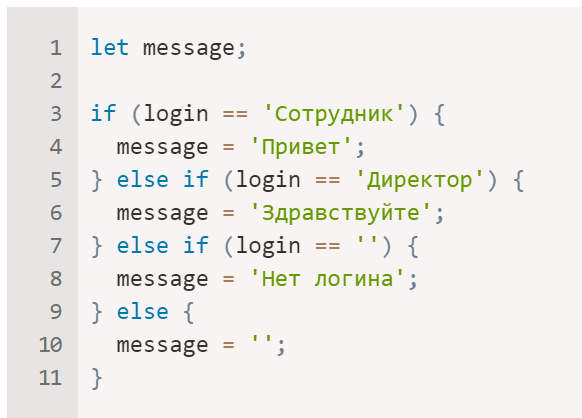 1 let message;
2
3 if (login == 'Сотрудник') {
4   message = 'Привет';
5 } else if (login == 'Директор') {
6   message = 'Здравствуйте';
7 } else if (login == '') {
8   message = 'Нет логина';
9 } else {
10   message = '';
11 }